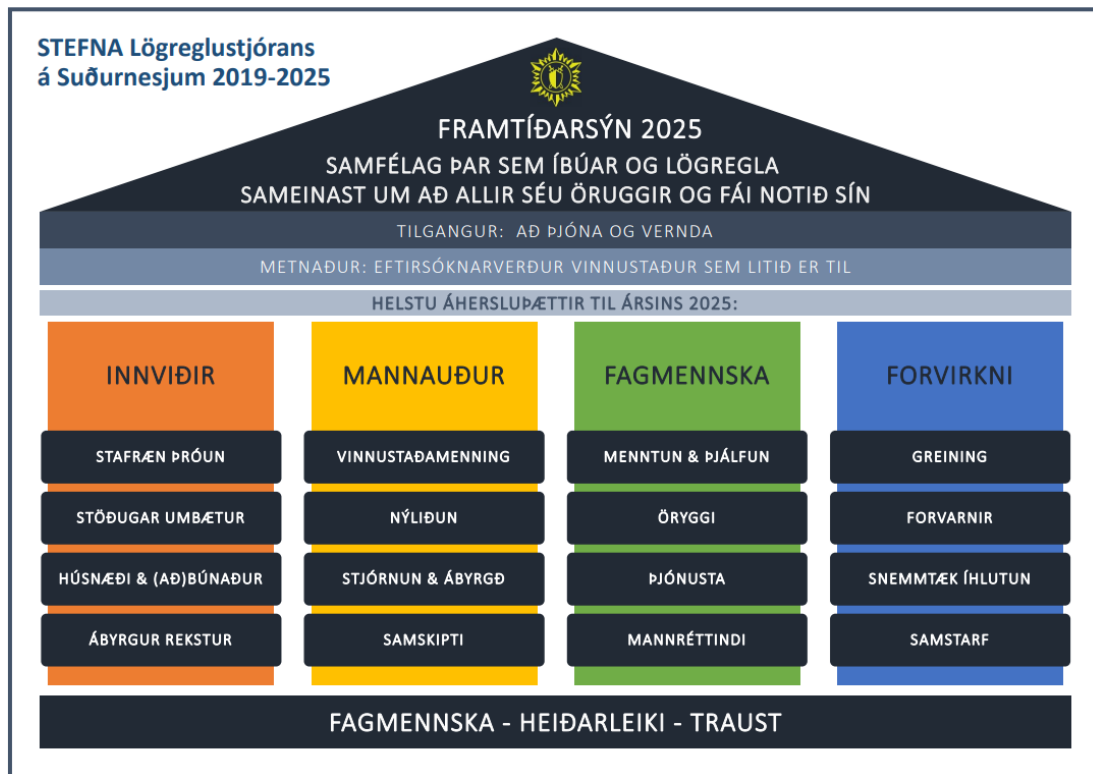 STEFNA Lögreglustjórans
á Suðurnesjum 2019-2025
FRAMTÍÐARSÝN 2025
SAMFÉLAG ÞAR SEM ÍBÚAR OG LÖGREGLA
SAMEINAST UM AÐ ALLIR SÉU ÖRUGGIR OG FÁI NOTIÐ SÍN
TILGANGUR: AÐ ÞJÓNA OG VERNDA
METNAÐUR: EFTIRSÓKNARVERÐUR VINNUSTAÐUR SEM LITIÐ ER TIL
HELSTU ÁHERSLUÞÆTTIR TIL ÁRSINS 2025:
INNVIÐIR
STAFRÆN ÞRÓUN
STÖÐUGAR UMBÆTUR
HÚSNÆÐI & (AÐ)BÚNAÐUR
ÁBYRGUR REKSTUR
MANNAUÐUR
VINNUSTAÐAMENNING
NÝLIÐUN
STJÓRNUN & ÁBYRGÐ
SAMSKIPTI
FAGMENNSKA
MENNTUN & ÞJÁLFUN
ÖRYGGI
ÞJÓNUSTA
MANNRÉTTINDI
FORVIRKNI
GREINING
FORVARNIR
SNEMMTÆK ÍHLUTUN
SAMSTARF
FAGMENNSKA - HEIÐARLEIKI - TRAUST